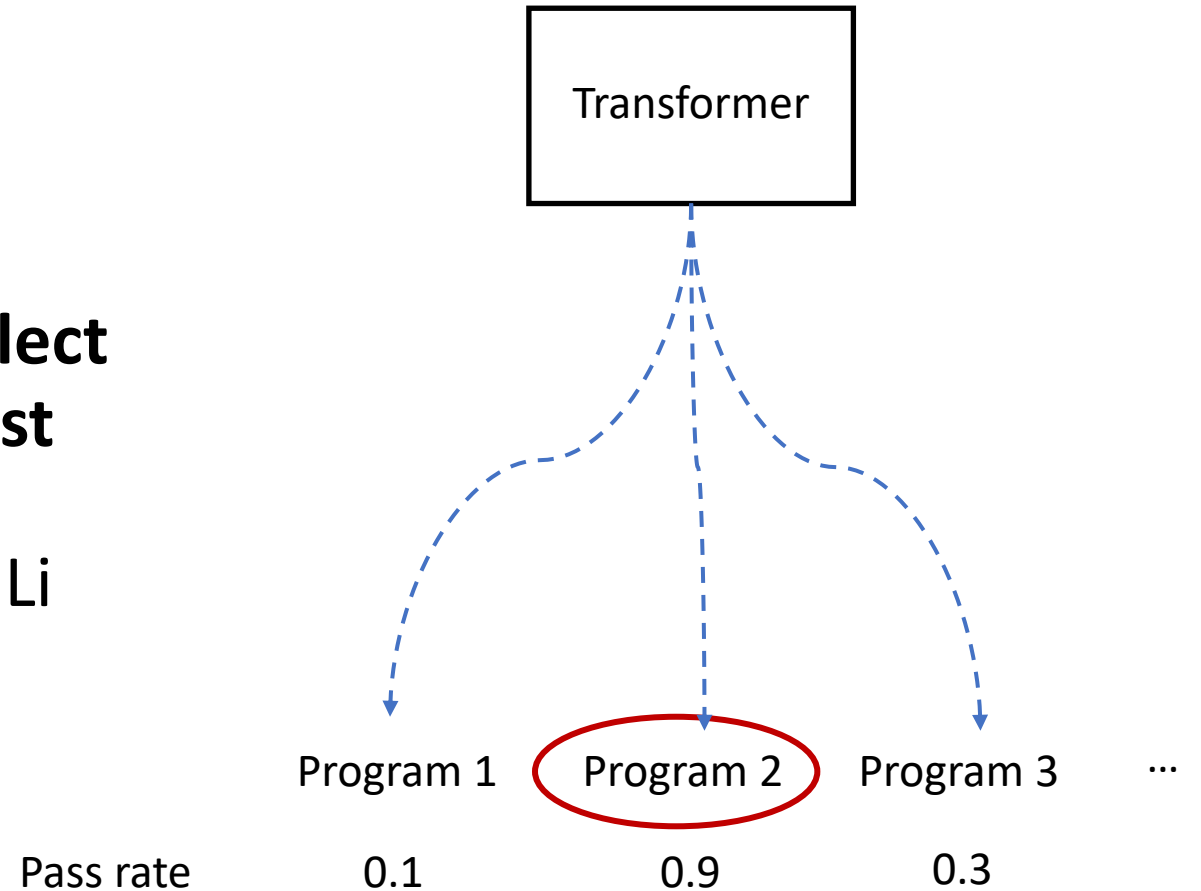 Transformer
lect
st
Li
Program 1 Program 2 Program 3 ...
Pass rate 0.1 0.9 0.3